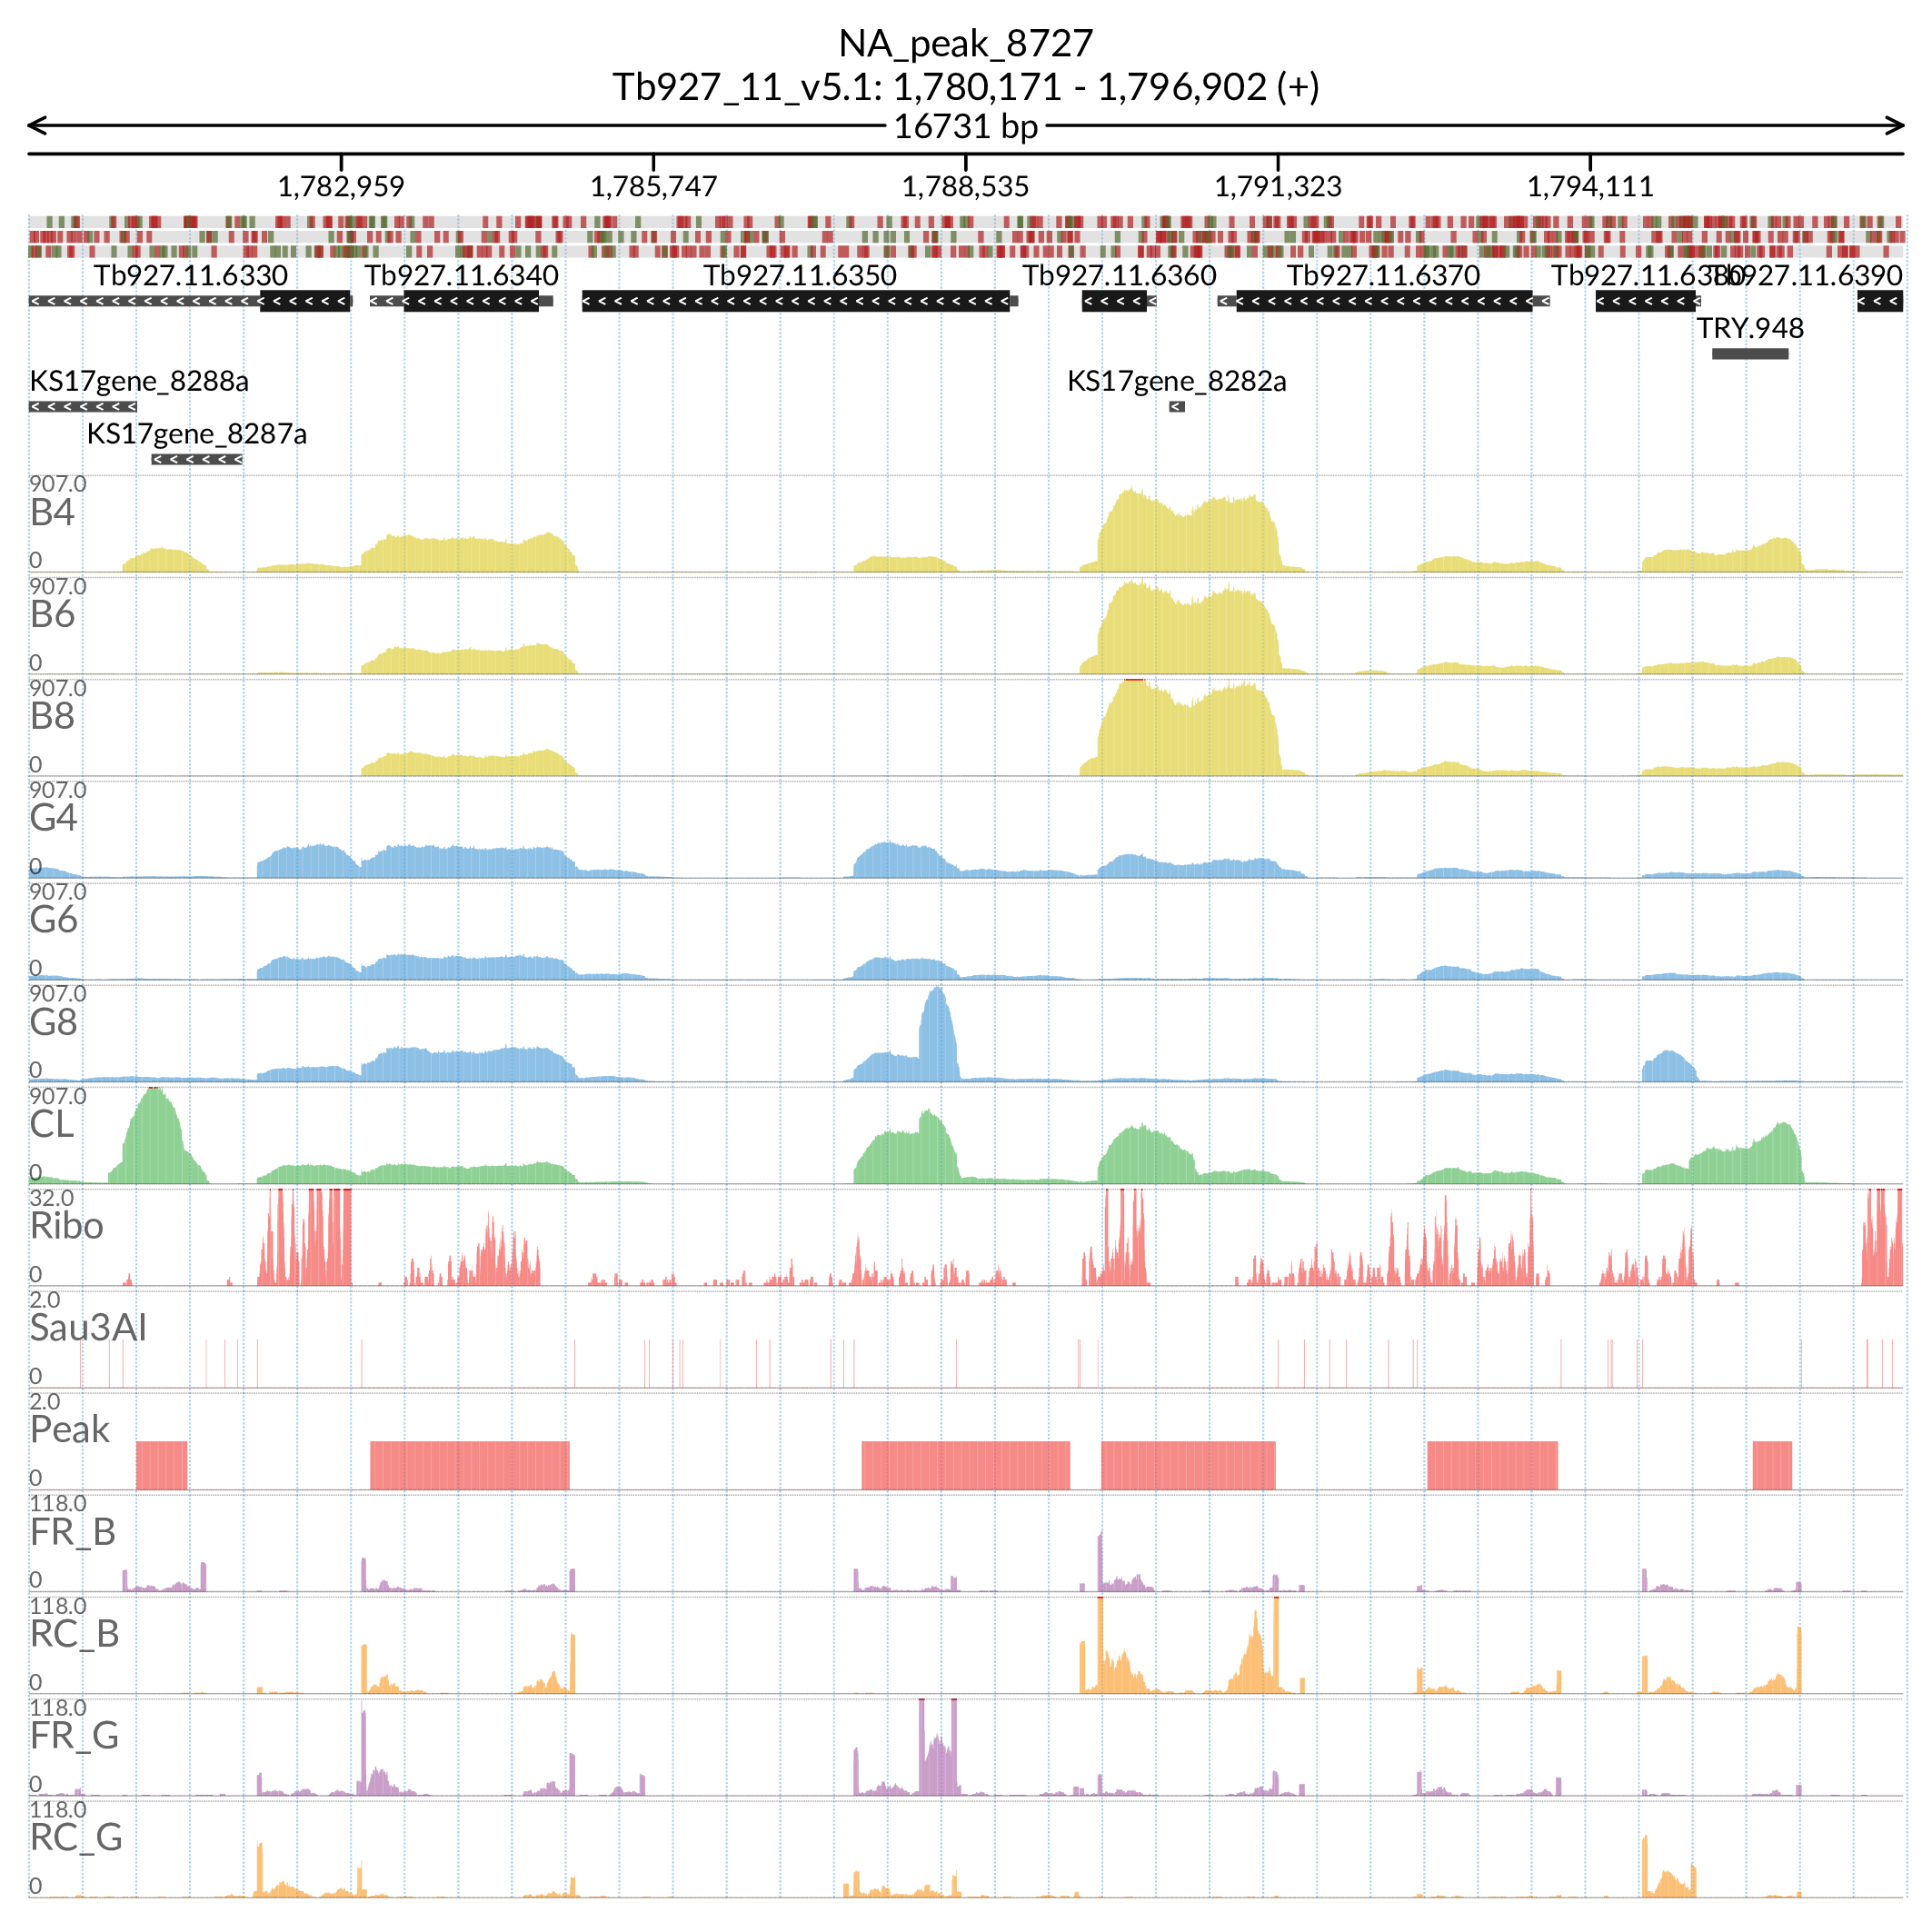 NA_peak_8727
Tb927_11_v5.1: 1,780,171 - 1,796,902 (+)
16731 bp
1,782,959 1,785,747 1,788,535 1,791,323 1,794,111
Tb927.11.6330 Tb927.11.6340 Tb927.11.6350 Tb927.11.6360 Tb927.11.6370 Tb927.11.6380 Tb927.11.6390
TRY.948
KS17gene_8288a KS17gene_8282a
KS17gene_8287a
907.0
B4
0
907.0
B6
0
907.0
B8
0
907.0
G4
0
907.0
G6
0
907.0
G8
0
907.0
CL
0
32.0
Ribo
0
2.0
Sau3AI
0
2.0
Peak
0
118.0
FR_B
0
118.0
RC_B
0
118.0
FR_G
0
118.0
RC_G
0